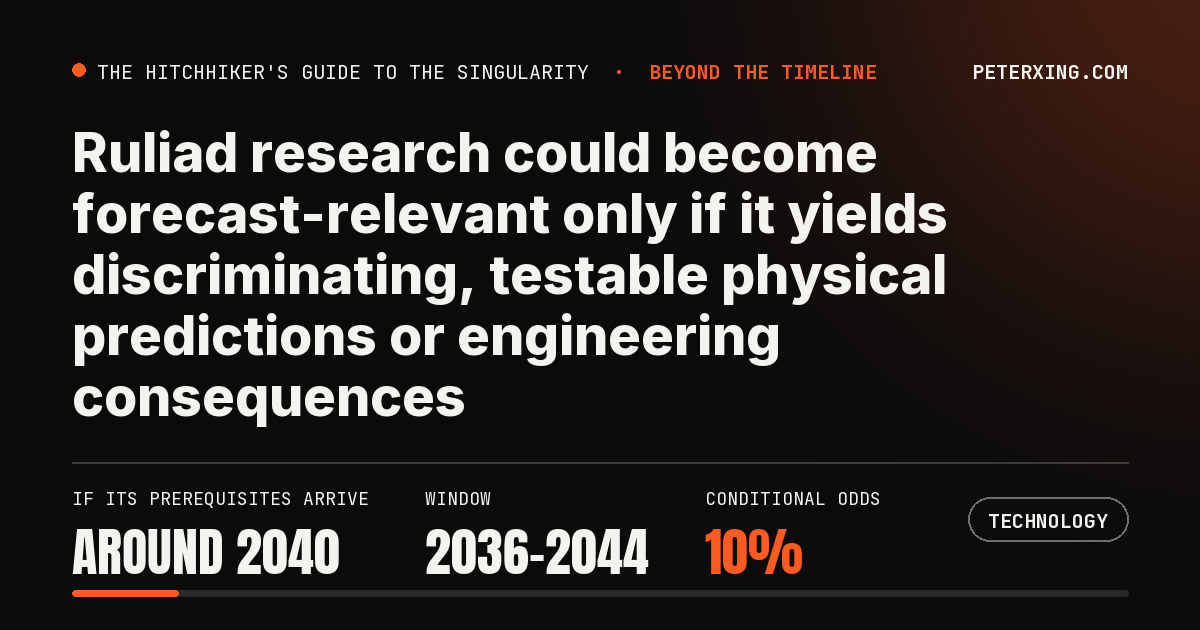 THE HITCHHIKER'S GUIDE TO THE SINGULARITY • BEYOND THE TIMELINE PETERXING.COM
Ruliad research could become
forecast-relevant only if it yields
discriminating, testable physical
predictions or engineering
consequences
IF ITS PREREQUISITES ARRIVE WINDOW CONDITIONAL ODDS
AROUND 2040 2036-2044 10%
TECHNOLOGY